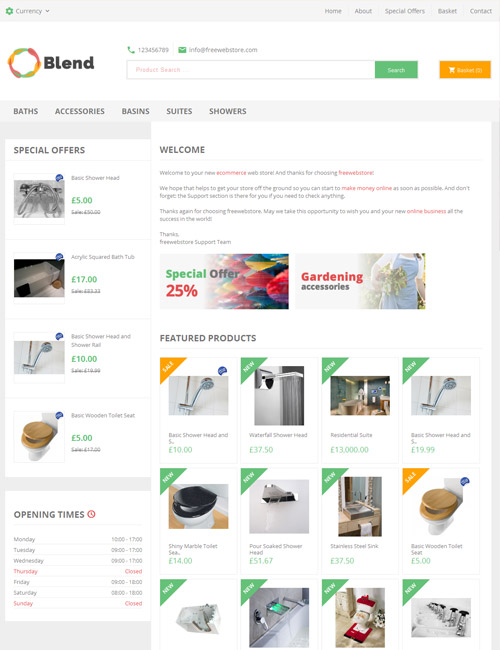 Currency
Home About Special Offers Basket Contact
Blend
123456789 info@freewebstore.com
Product Search... Search
Basket (0)
BATHS ACCESSORIES BASINS SUITES SHOWERS
SPECIAL OFFERS
Basic Shower Head
£5.00
Sale: £50.00
Acrylic Squared Bath Tub
£17.00
Basic Shower Head and
Shower Rail
£10.00
Sale: £19.99
Basic Wooden Toilet Seat
£5.00
Sale: £17.00
OPENING TIMES
Monday 10:00 - 17:00
Tuesday 09:00 - 17:00
Wednesday 09:00 - 17:00
Thursday Closed
Friday 09:00 - 18:00
Saturday 08:00 - 18:00
Sunday Closed
WELCOME
Welcome to your new ecommerce web store! And thanks for choosing freewebstore!
We hope that helps to get your store off the ground so you can start to make money online as soon as possible. And don't
forget: the Support section is there for you if you need to check anything.
Thanks again for choosing freewebstore. May we take this opportunity to wish you and your new online business all the
success in the world!
Thanks,
freewebstore Support Team
Special Offer
25%
Gardening
accessories
FEATURED PRODUCTS
SALE NEW NEW NEW
Basic Shower Head and
S..
£10.00
Waterfall Shower Head
£37.50
Residential Suite
£13,000.00
Basic Shower Head and
S..
£19.99
NEW NEW NEW SALE
Shiny Marble Toilet
Sea..
£14.00
Pour Soaked Shower
Head
£51.67
Stainless Steel Sink
£37.50
Basic Wooden Toilet Seat
£5.00
NEW NEW NEW NEW